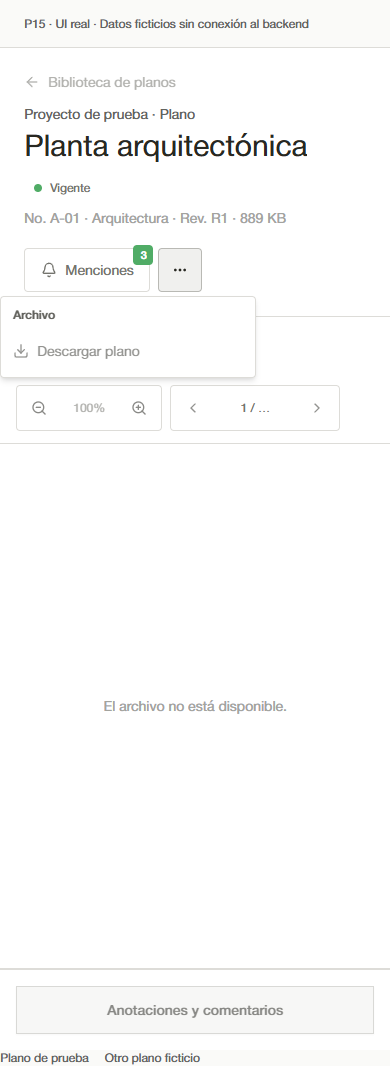 P15 · UI real · Datos ficticios sin conexión al backend
Biblioteca de planos
Proyecto de prueba · Plano
Planta arquitectónica
Vigente
No. A-01 · Arquitectura · Rev. R1 · 889 KB
Menciones 3 ...
Archivo
Descargar plano
100% 1 / ...
El archivo no está disponible.
Anotaciones y comentarios
Plano de prueba Otro plano ficticio